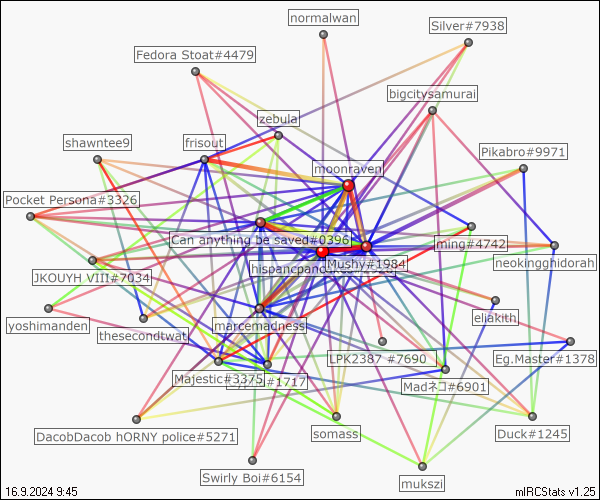 normalwan
Silver#7938
Fedora Stoat#4479
bigcitysamurai
zebula
shawntee9
frisout
Pikabro#9971
moonraven
Pocket Persona#3326
Can anything be saved#0396
ming#4742
hispancpanc
Mushy#1984
neokingghidorah
JKOUYH VIII#7034
eliakith
yoshimanden
thesecondtwat
marcemadness
LPK2387 #7690
Eg.Master#1378
Majestic#3375
#1717
Madネコ#6901
DacobDacob hORNY police#5271
somass
Duck#1245
Swirly Boi#6154
mukszi
16.9.2024 9:45
mIRCStats v1.25